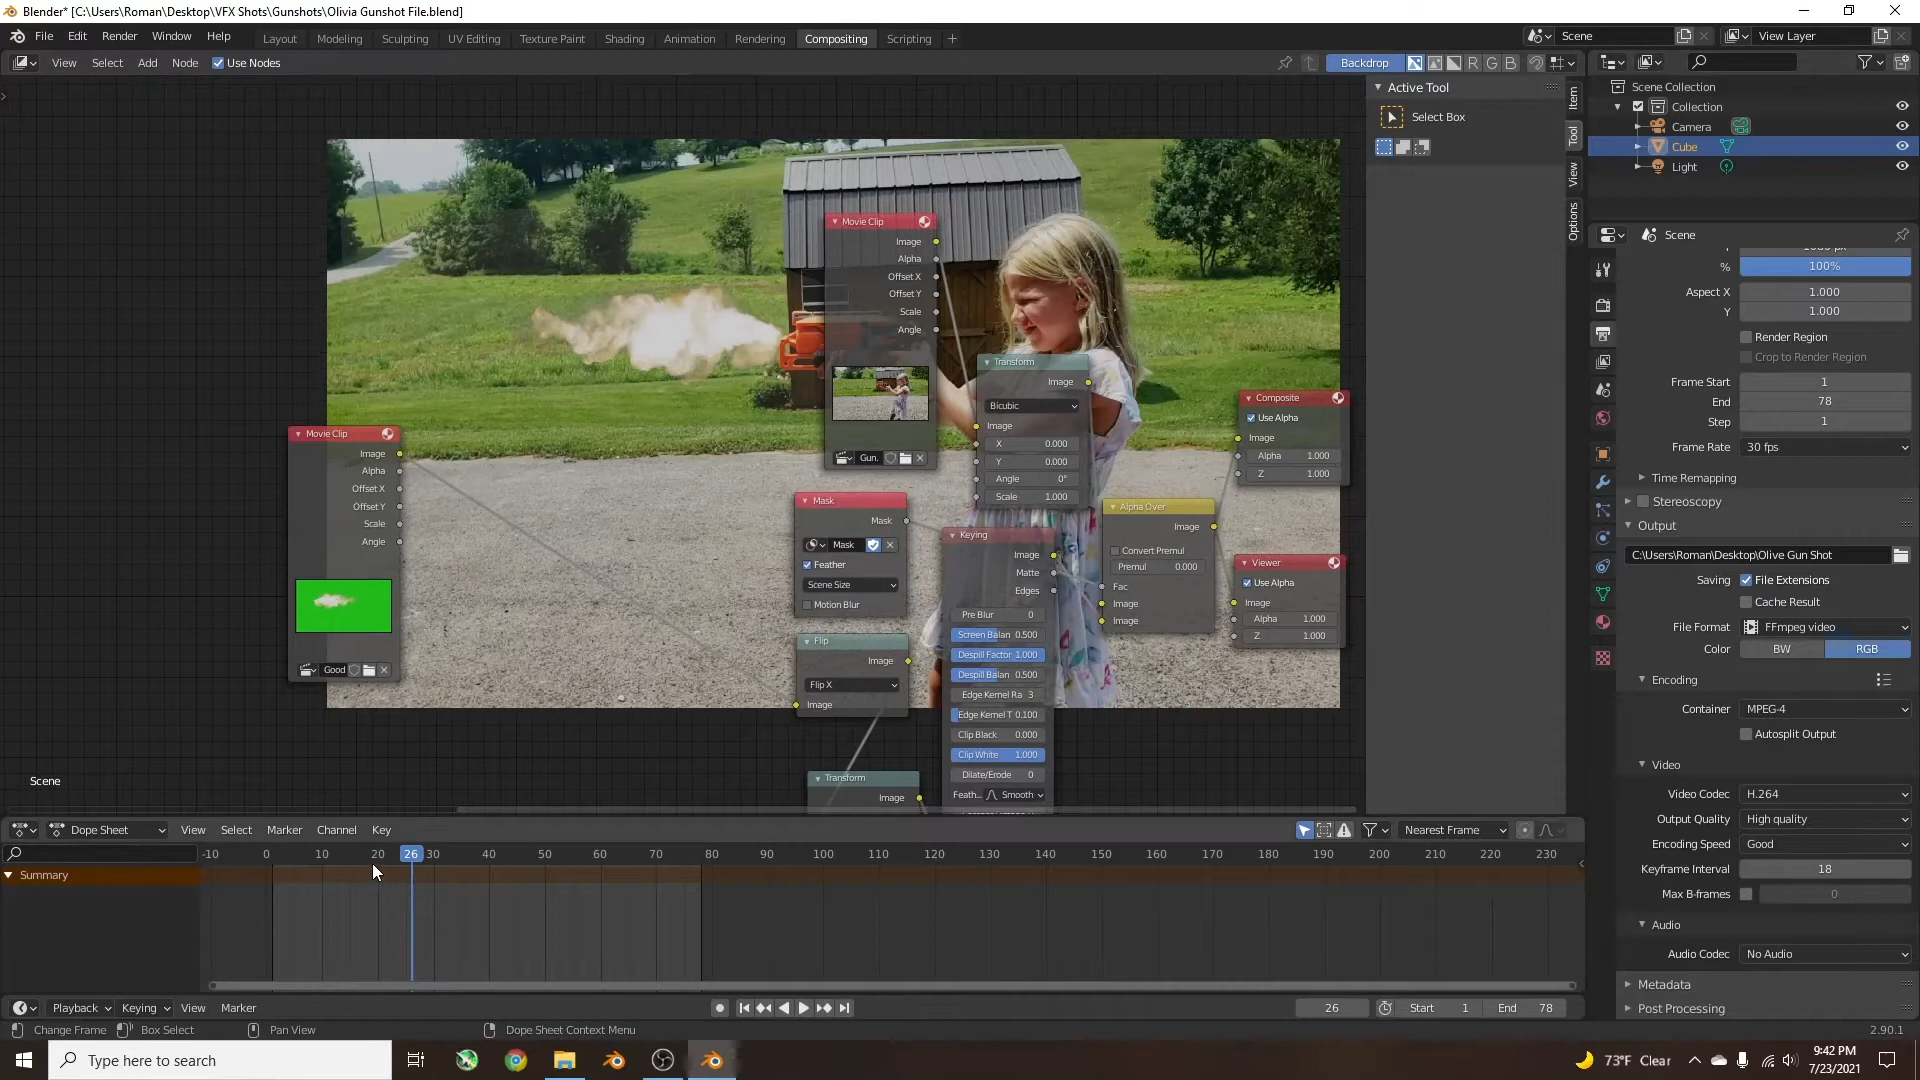 Blender* [C:\Users\Roman\Desktop\VFX Shots\Gunshots\Olivia Gunshot File.blend]
File Edit Render Window Help Layout Modeling Sculpting UV Editing Texture Paint Shading Animation Rendering Compositing Scripting + Scene View Layer
View Select Add Node Use Nodes Backdrop R G B
Active Tool
Select Box
Item
Tool
View
Options
Scene Collection
Collection
Camera
Cube
Light
Scene
% 100%
Aspect X 1.000
Y 1.000
Render Region
Crop to Render Region
Frame Start 1
End 78
Step 1
Frame Rate 30 fps
Time Remapping
Stereoscopy
Output
C:\Users\Roman\Desktop\Olive Gun Shot
Saving File Extensions
Cache Result
File Format FFmpeg video
Color BW RGB
Encoding
Container MPEG-4
Autosplit Output
Video
Video Codec H.264
Output Quality High quality
Encoding Speed Good
Keyframe Interval 18
Max B-frames 0
Audio
Audio Codec No Audio
Metadata
Post Processing
Movie Clip
Image
Alpha
Offset X
Offset Y
Scale
Angle
Gun.
Transform
Image
Bicubic
Image
X 0.000
Y 0.000
Angle 0°
Scale 1.000
Composite
Use Alpha
Image
Alpha 1.000
Z 1.000
Movie Clip
Image
Alpha
Offset X
Offset Y
Scale
Angle
Good
Mask
Mask
Mask
Feather
Scene Size
Motion Blur
Flip
Image
Flip X
Image
Transform
Image
Keying
Image
Matte
Edges
Pre Blur 0
Screen Balan 0.500
Despill Factor 1.000
Despill Balan 0.500
Edge Kernel Ra 3
Edge Kernel T 0.100
Clip Black 0.000
Clip White 1.000
Dilate/Erode 0
Feath... Smooth
Alpha Over
Image
Convert Premul
Premul 0.000
Fac
Image
Image
Viewer
Use Alpha
Image
Alpha 1.000
Z 1.000
Scene
Dope Sheet View Select Marker Channel Key Nearest Frame
-10 0 10 20 26 30 40 50 60 70 80 90 100 110 120 130 140 150 160 170 180 190 200 210 220 230
Summary
Playback Keying View Marker 26 Start 1 End 78
Change Frame Box Select Pan View Dope Sheet Context Menu 2.90.1
Type here to search 73°F Clear 9:42 PM
7/23/2021